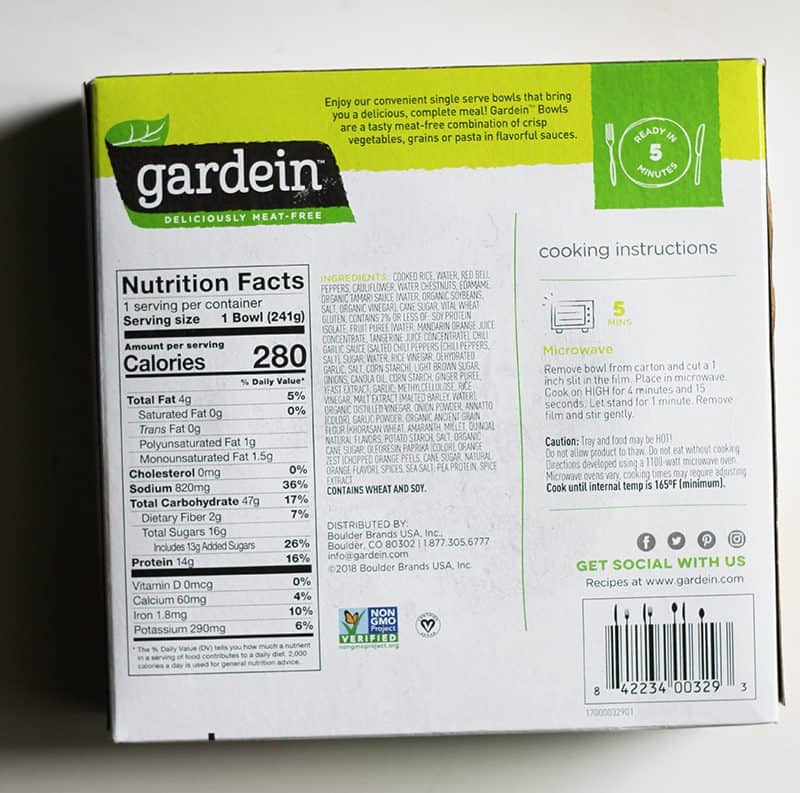 Enjoy our convenient single serve bowls that bring
you a delicious, complete meal! Gardein™ Bowls
are a tasty meat-free combination of crisp
vegetables, grains or pasta in flavorful sauces.
READY IN
5
MINUTES
gardein™
DELICIOUSLY MEAT-FREE
Nutrition Facts
1 serving per container
Serving size 1 Bowl (241g)
Amount per serving
Calories 280
% Daily Value*
Total Fat 4g 5%
Saturated Fat 0g 0%
Trans Fat 0g
Polyunsaturated Fat 1g
Monounsaturated Fat 1.5g
Cholesterol 0mg 0%
Sodium 820mg 36%
Total Carbohydrate 47g 17%
Dietary Fiber 2g 7%
Total Sugars 16g
Includes 13g Added Sugars 26%
Protein 14g 16%
Vitamin D 0mcg 0%
Calcium 60mg 4%
Iron 1.8mg 10%
Potassium 290mg 6%
* The % Daily Value (DV) tells you how much a nutrient
in a serving of food contributes to a daily diet. 2,000
calories a day is used for general nutrition advice.
INGREDIENTS: COOKED RICE, WATER, RED BELL
PEPPERS, CAULIFLOWER, WATER CHESTNUTS, EDAMAME,
ORGANIC TAMARI SAUCE (WATER, ORGANIC SOYBEANS,
SALT, ORGANIC VINEGAR), CANE SUGAR, VITAL WHEAT
GLUTEN, CONTAINS 2% OR LESS OF: SOY PROTEIN
ISOLATE, FRUIT PUREE (WATER, MANDARIN ORANGE JUICE
CONCENTRATE, TANGERINE JUICE CONCENTRATE), CHILI
GARLIC SAUCE (SALTED CHILI PEPPERS (CHILI PEPPERS,
SALT), SUGAR, WATER, RICE VINEGAR, DEHYDRATED
GARLIC, SALT, CORN STARCH), LIGHT BROWN SUGAR,
ONIONS, CANOLA OIL, CORN STARCH, GINGER PUREE,
YEAST EXTRACT, GARLIC, METHYLCELLULOSE, RICE
VINEGAR, MALT EXTRACT (MALTED BARLEY, WATER),
ORGANIC DISTILLED VINEGAR, ONION POWDER, ANNATTO
(COLOR), GARLIC POWDER, ORGANIC ANCIENT GRAIN
FLOUR (KHORASAN WHEAT, AMARANTH, MILLET, QUINOA),
NATURAL FLAVORS, POTATO STARCH, SALT, ORGANIC
CANE SUGAR, OLEORESIN PAPRIKA (COLOR), ORANGE
ZEST (CHOPPED ORANGE PEELS, CANE SUGAR, NATURAL
ORANGE FLAVOR), SPICES, SEA SALT, PEA PROTEIN, SPICE
EXTRACT.
CONTAINS WHEAT AND SOY.
DISTRIBUTED BY:
Boulder Brands USA, Inc.,
Boulder, CO 80302 | 1.877.305.6777
info@gardein.com
©2018 Boulder Brands USA, Inc.
NON
GMO
Project
VERIFIED
nongmoproject.org
cooking instructions
5
MINS
Microwave
Remove bowl from carton and cut a 1
inch slit in the film. Place in microwave.
Cook on HIGH for 4 minutes and 15
seconds. Let stand for 1 minute. Remove
film and stir gently.
Caution: Tray and food may be HOT!
Do not allow product to thaw. Do not eat without cooking
Directions developed using a 1100-watt microwave oven.
Microwave ovens vary, cooking times may require adjusting.
Cook until internal temp is 165ºF (minimum).
GET SOCIAL WITH US
Recipes at www.gardein.com
8 42234 00329 3
17000032901